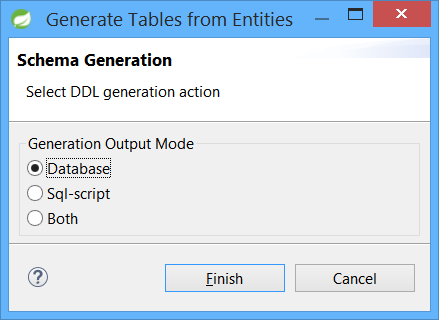 Generate Tables from Entities
Schema Generation
Select DDL generation action
Generation Output Mode
Database
Sql-script
Both
?
Finish
Cancel